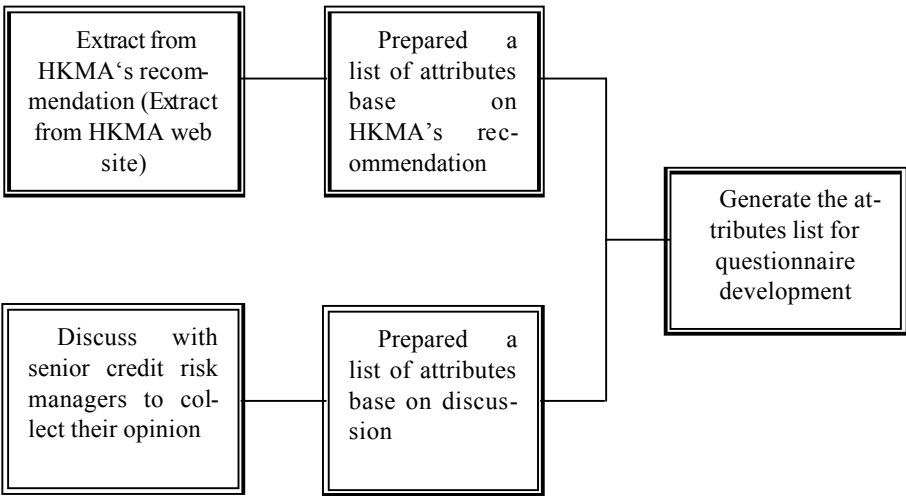 Extract from
HKMA‘s recom-
mendation (Extract
from HKMA web
site)
Prepared a
list of attributes
base on
HKMA’s rec-
ommendation
Generate the at-
tributes list for
questionnaire
development
Discuss with
senior credit risk
managers to col-
lect their opinion
Prepared a
list of attributes
base on discus-
sion